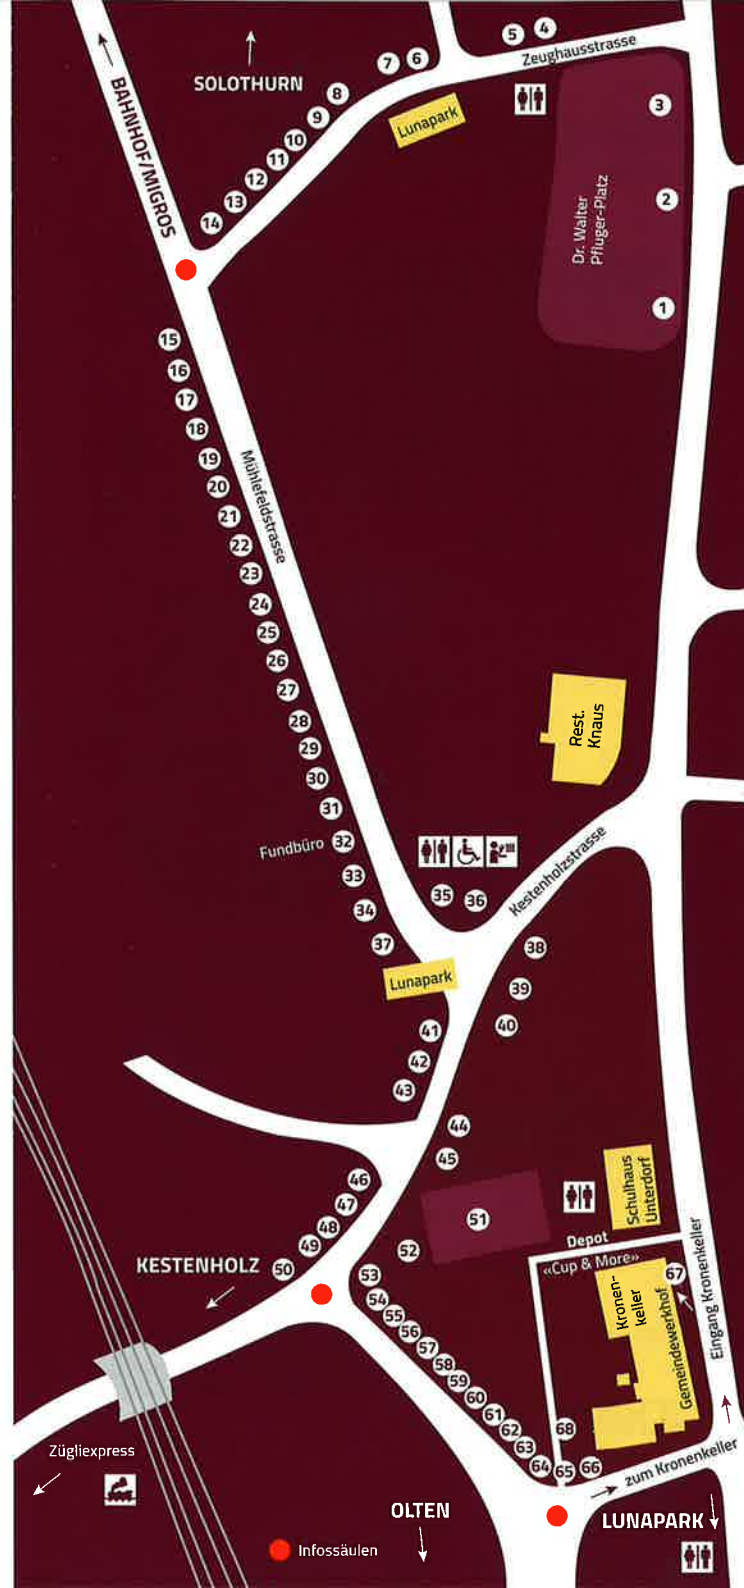 5
4
Zeughausstrasse
7
6
SOLOTHURN
8
9
10
11
12
13
14
Lunapark
3
2
1
Dr. Walter
Pfluger-Platz
BAHNHOF/MIGROS
15
16
17
18
19
20
21
22
23
24
25
26
27
28
29
30
31
Fundbüro 32
33
34
37
Mühlefeldstrasse
Rest.
Knaus
35
36
Kestenholzstrasse
38
39
40
Lunapark
41
42
43
44
45
46
47
48
49
50
51
52
Schulhaus
Unterdorf
KESTENHOLZ
Depot
«Cup & More»
53
54
55
56
57
58
59
60
61
62
63
64
65
66
67
68
Kronen-
keller
Gemeindewerkhof
Eingang Kronenkeller
zum Kronenkeller
Zügliexpress
OLTEN
LUNAPARK
Infossäulen